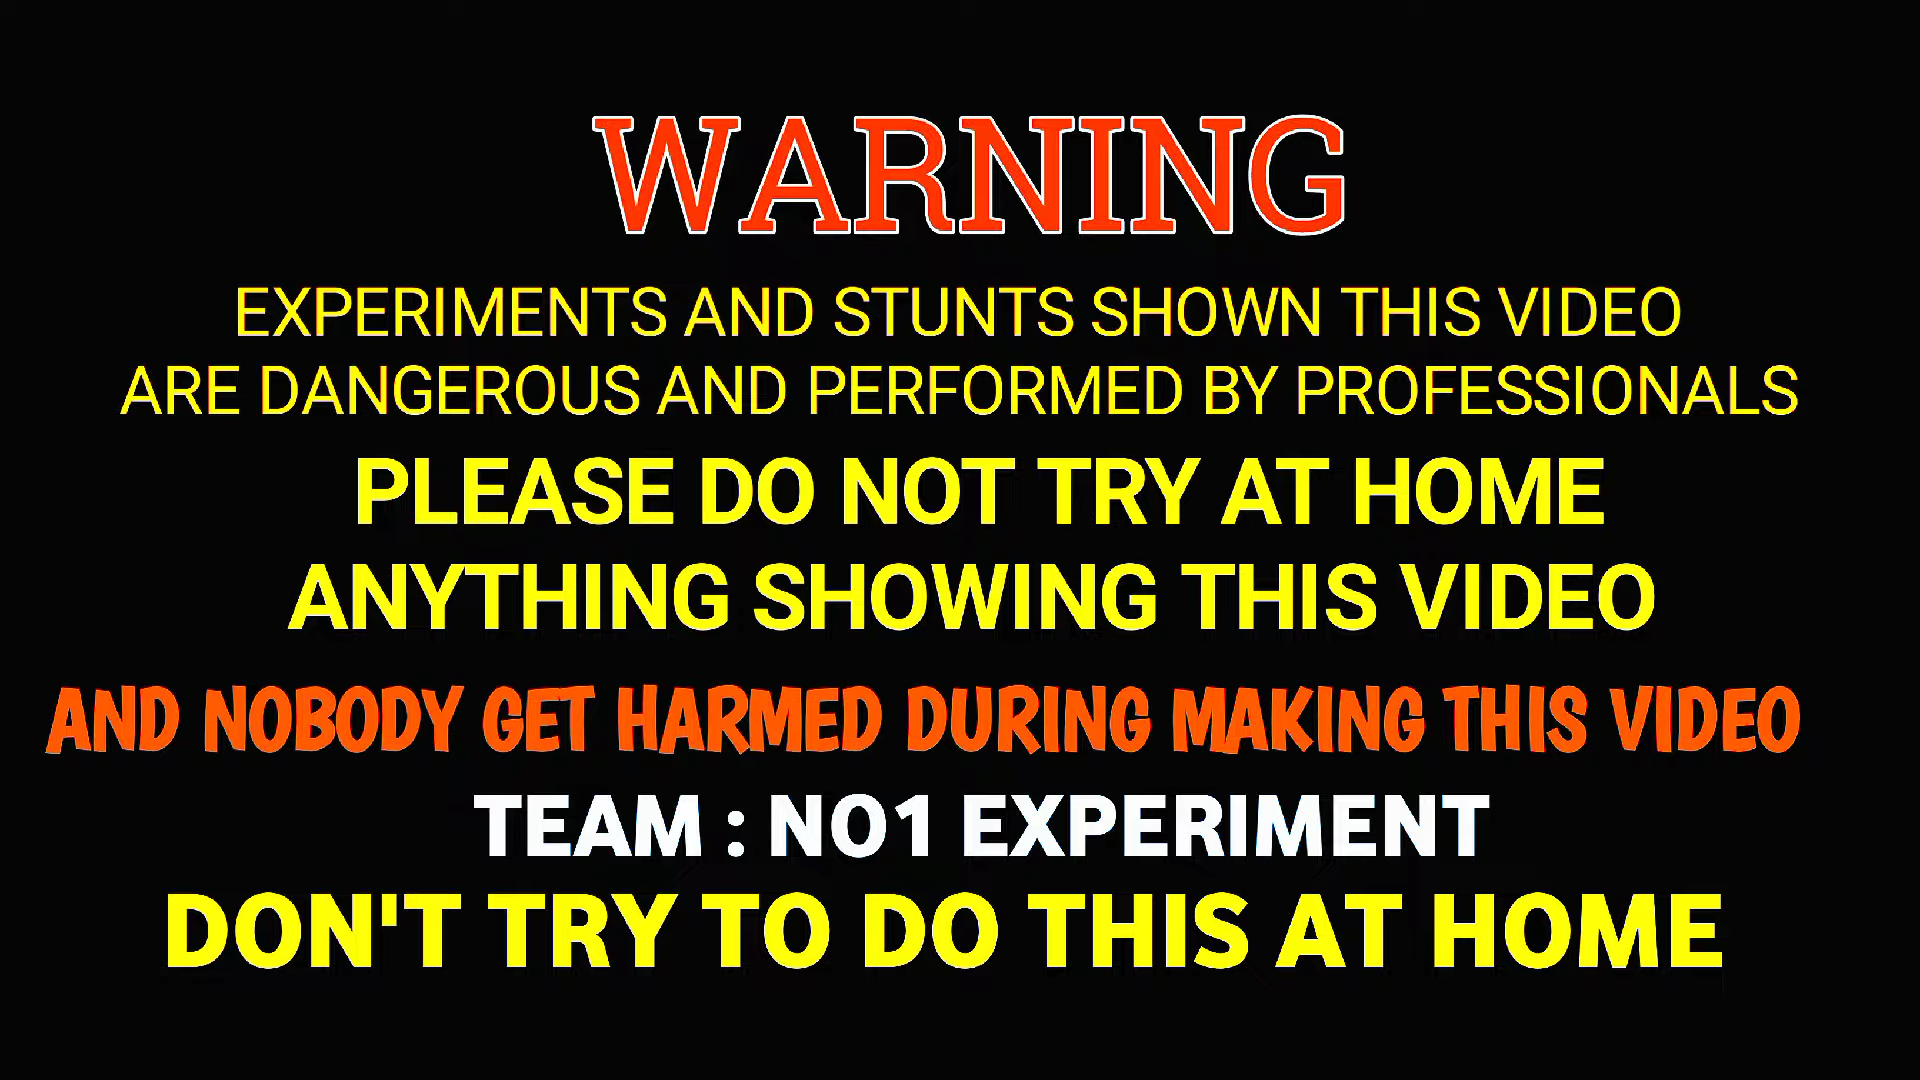 WARNING
EXPERIMENTS AND STUNTS SHOWN THIS VIDEO
ARE DANGEROUS AND PERFORMED BY PROFESSIONALS
PLEASE DO NOT TRY AT HOME
ANYTHING SHOWING THIS VIDEO
AND NOBODY GET HARMED DURING MAKING THIS VIDEO
TEAM : NO1 EXPERIMENT
DON'T TRY TO DO THIS AT HOME